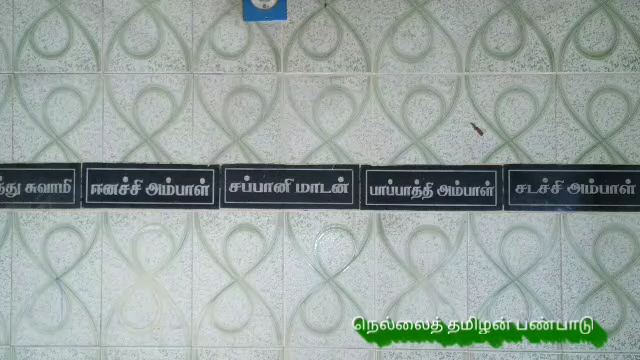 த்து சுவாமி
ஈனச்சி அம்பாள்
சப்பானி மாடன்
பாப்பாத்தி அம்பாள்
சடச்சி அம்பாள்
நெல்லைத் தமிழன் பண்பாடு